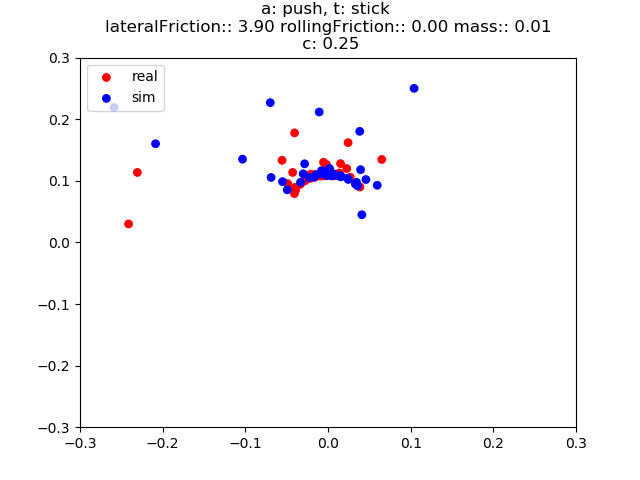 a: push, t: stick
lateralFriction:: 3.90 rollingFriction:: 0.00 mass:: 0.01
c: 0.25
real
sim
0.3
0.2
0.1
0.0
−0.1
−0.2
−0.3
−0.3 −0.2 −0.1 0.0 0.1 0.2 0.3